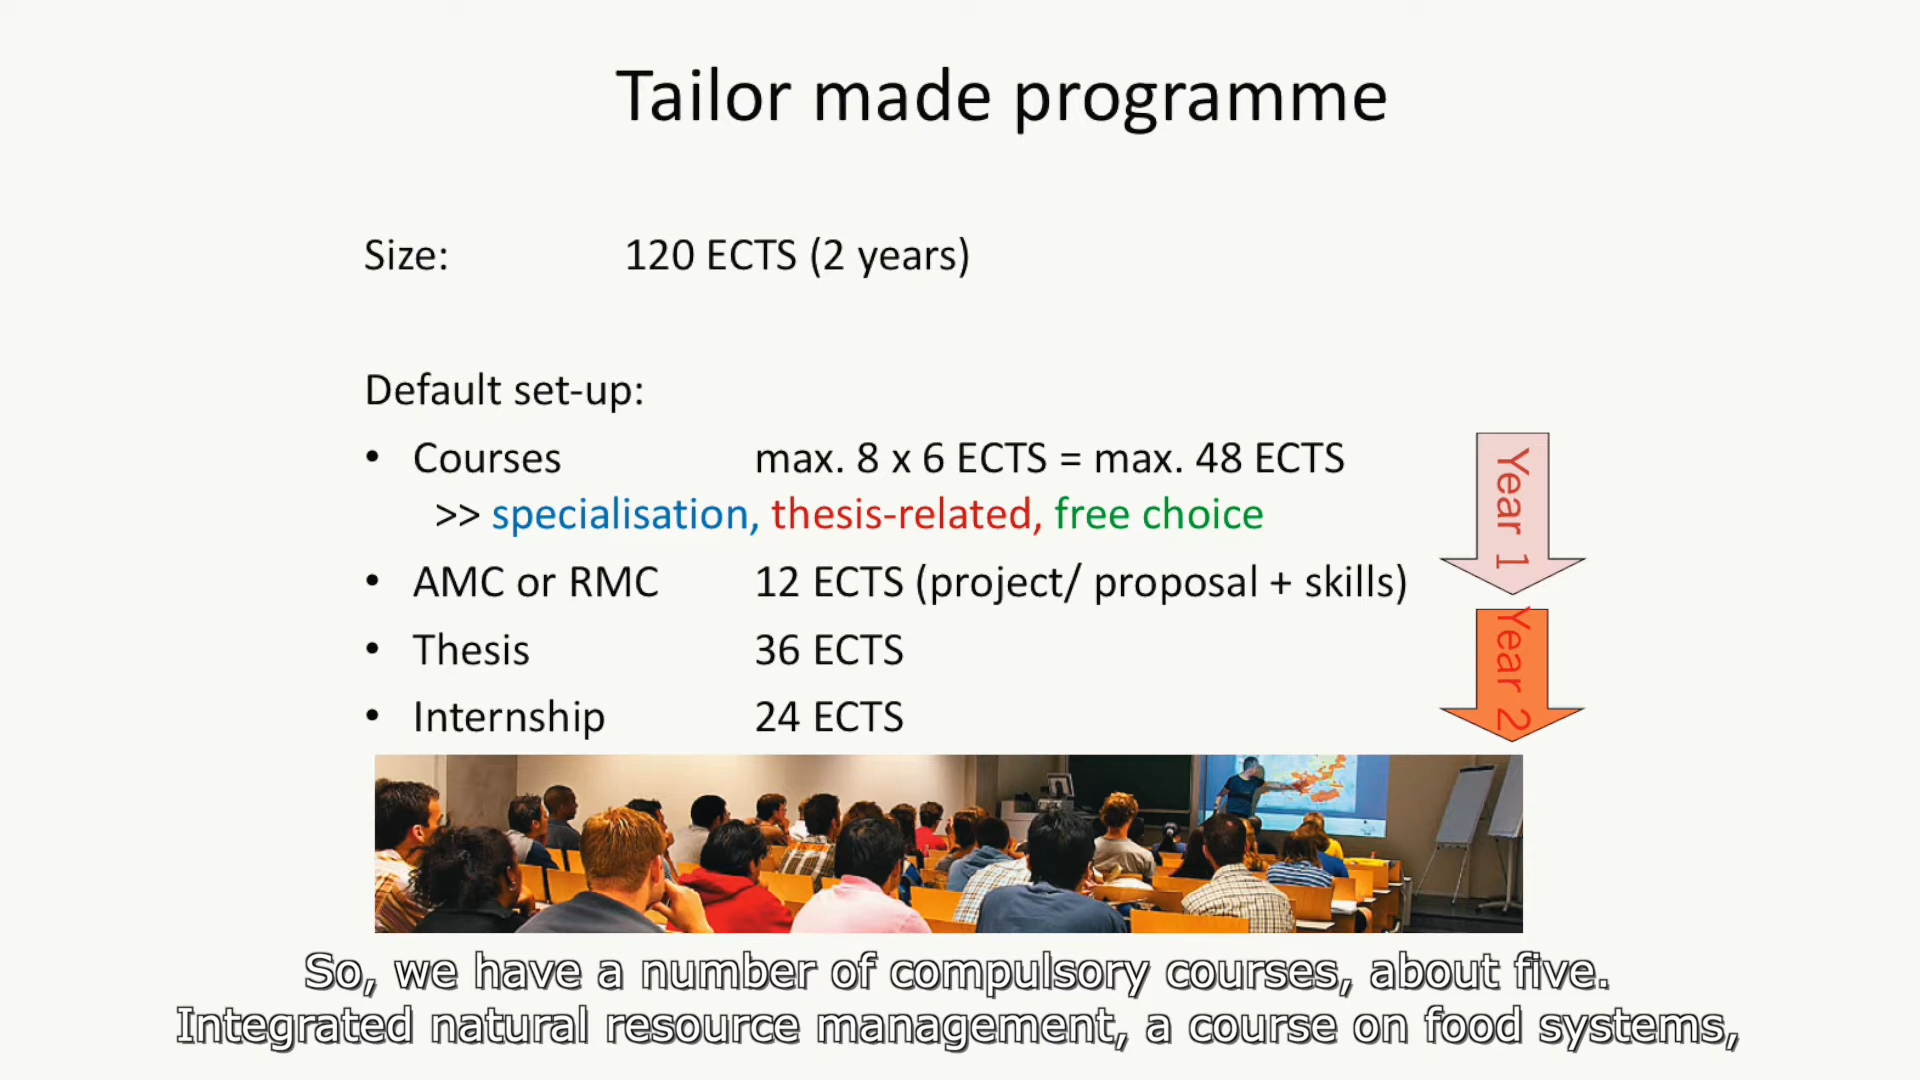 Tailor made programme
Size: 120 ECTS (2 years)
Default set-up:
• Courses max. 8 x 6 ECTS = max. 48 ECTS
>> specialisation, thesis-related, free choice
• AMC or RMC 12 ECTS (project/ proposal + skills)
• Thesis 36 ECTS
• Internship 24 ECTS
Year 1
Year 2
So, we have a number of compulsory courses, about five.
Integrated natural resource management, a course on food systems,